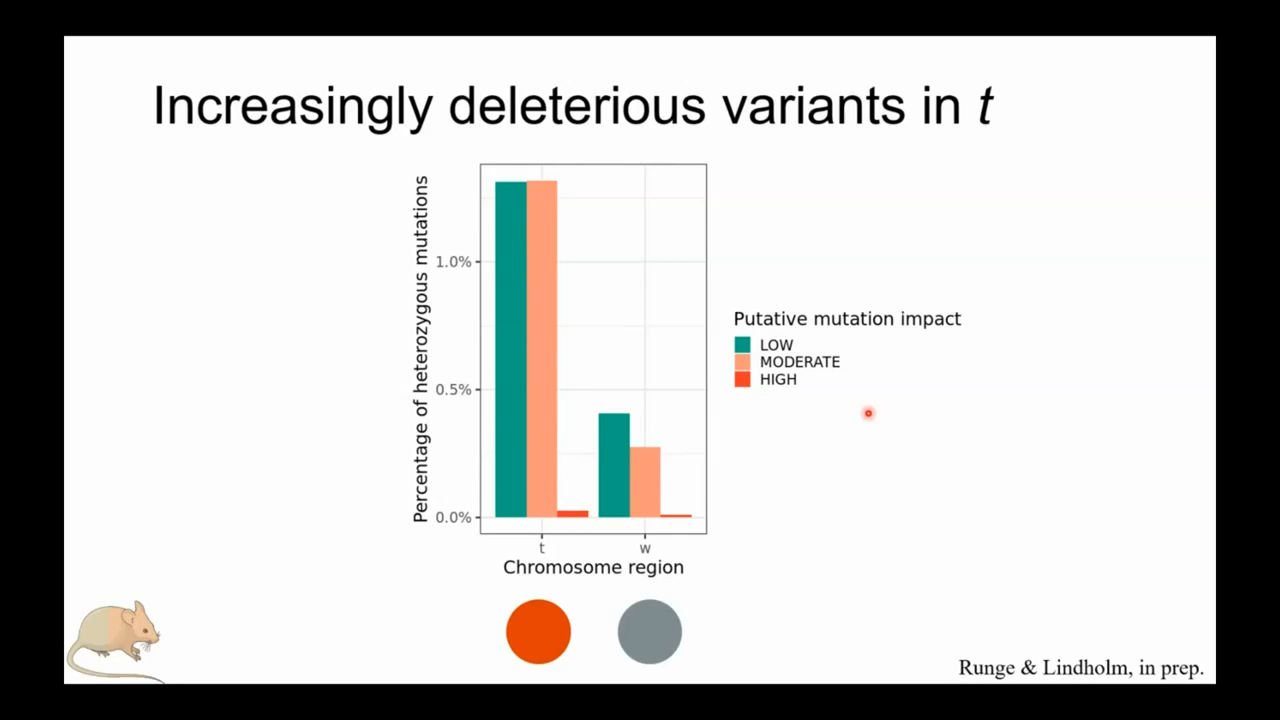 Increasingly deleterious variants in t
Percentage of heterozygous mutations
1.0%
0.5%
0.0%
t w
Chromosome region
Putative mutation impact
LOW
MODERATE
HIGH
Runge & Lindholm, in prep.